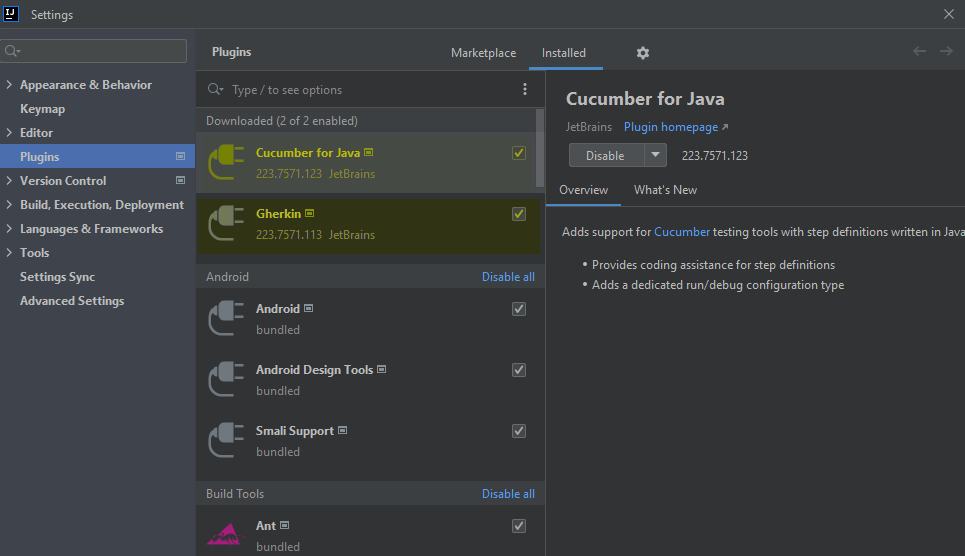 IJ Settings
Plugins Marketplace Installed
Appearance & Behavior
Keymap
Editor
Plugins
Version Control
Build, Execution, Deployment
Languages & Frameworks
Tools
Settings Sync
Advanced Settings
Type / to see options
Downloaded (2 of 2 enabled)
Cucumber for Java
223.7571.123 JetBrains
Gherkin
223.7571.113 JetBrains
Android Disable all
Android
bundled
Android Design Tools
bundled
Smali Support
bundled
Build Tools Disable all
Ant
bundled
Cucumber for Java
JetBrains Plugin homepage
Disable 223.7571.123
Overview What's New
Adds support for Cucumber testing tools with step definitions written in Java
• Provides coding assistance for step definitions
• Adds a dedicated run/debug configuration type